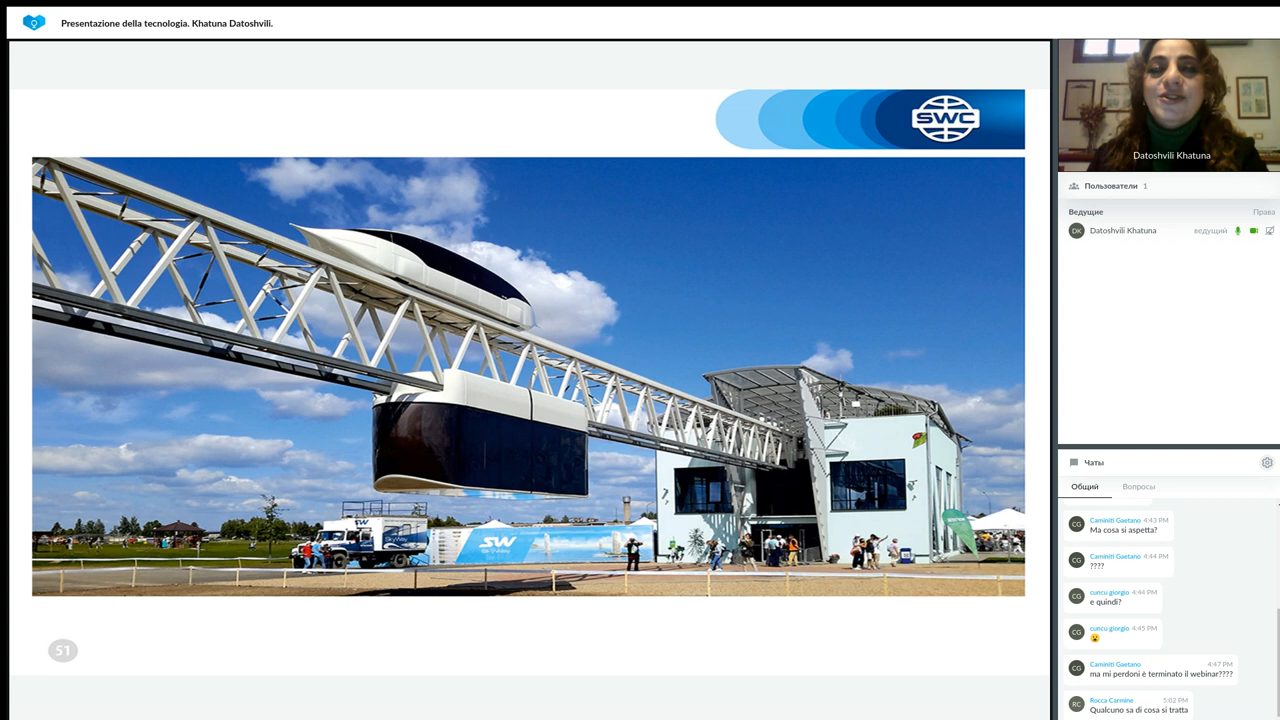 Presentazione della tecnologia. Khatuna Datoshvili.
SWC
SW
SkyWay
SW
SKYWAY
51
Datoshvili Khatuna
Пользователи 1
Ведущие Права
DK Datoshvili Khatuna ведущий
Чаты
Общий Вопросы
CG Caminiti Gaetano 4:43 PM
Ma cosa si aspetta?
CG Caminiti Gaetano 4:44 PM
????
CG cuncu giorgio 4:44 PM
e quindi?
CG cuncu giorgio 4:45 PM
😮
CG Caminiti Gaetano 4:47 PM
ma mi perdoni è terminato il webinar????
RC Rocca Carmine 5:02 PM
Qualcuno sa di cosa si tratta